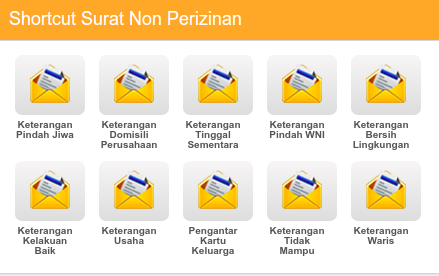 Shortcut Surat Non Perizinan
Keterangan Pindah Jiwa
Keterangan Domisili Perusahaan
Keterangan Tinggal Sementara
Keterangan Pindah WNI
Keterangan Bersih Lingkungan
Keterangan Kelakuan Baik
Keterangan Usaha
Pengantar Kartu Keluarga
Keterangan Tidak Mampu
Keterangan Waris